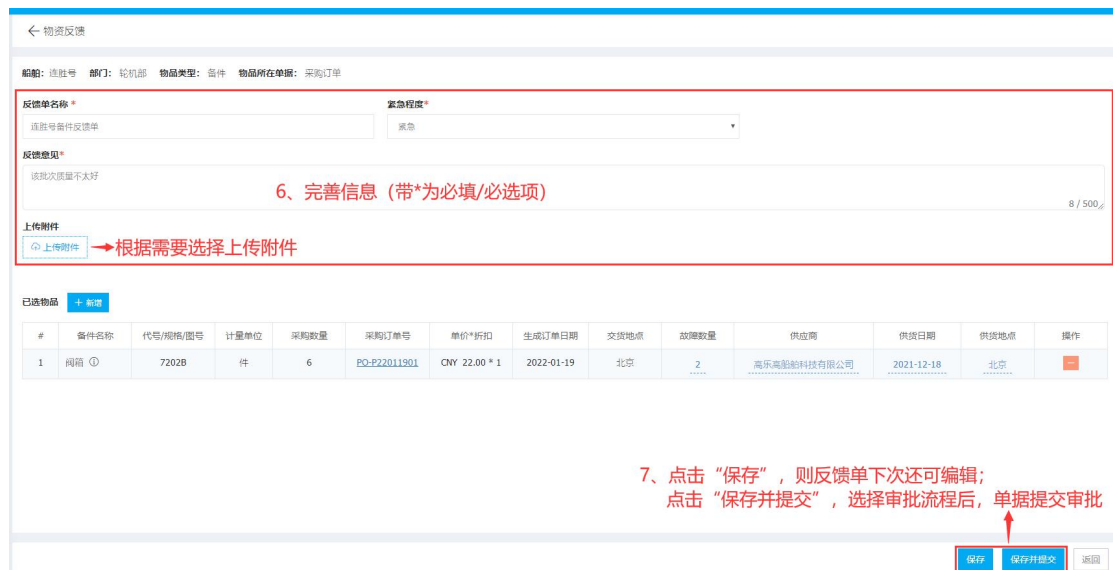 ← 物资反馈
船舶: 连胜号 部门: 轮机部 物品类型: 备件 物品所在单据: 采购订单
反馈单名称 * 紧急程度*
连胜号备件反馈单 紧急
反馈意见*
该批次质量不太好
6、完善信息（带*为必填/必选项）
8 / 500
上传附件
上传附件 根据需要选择上传附件
已选物品 + 新增
# 备件名称 代号/规格/图号 计量单位 采购数量 采购订单号 单价*折扣 生成订单日期 交货地点 故障数量 供应商 供货日期 供货地点 操作
1 阀箱 7202B 件 6 PO-P22011901 CNY 22.00 * 1 2022-01-19 北京 2 高乐高船舶科技有限公司 2021-12-18 北京
7、点击“保存”，则反馈单下次还可编辑；
点击“保存并提交”，选择审批流程后，单据提交审批
保存 保存并提交 返回